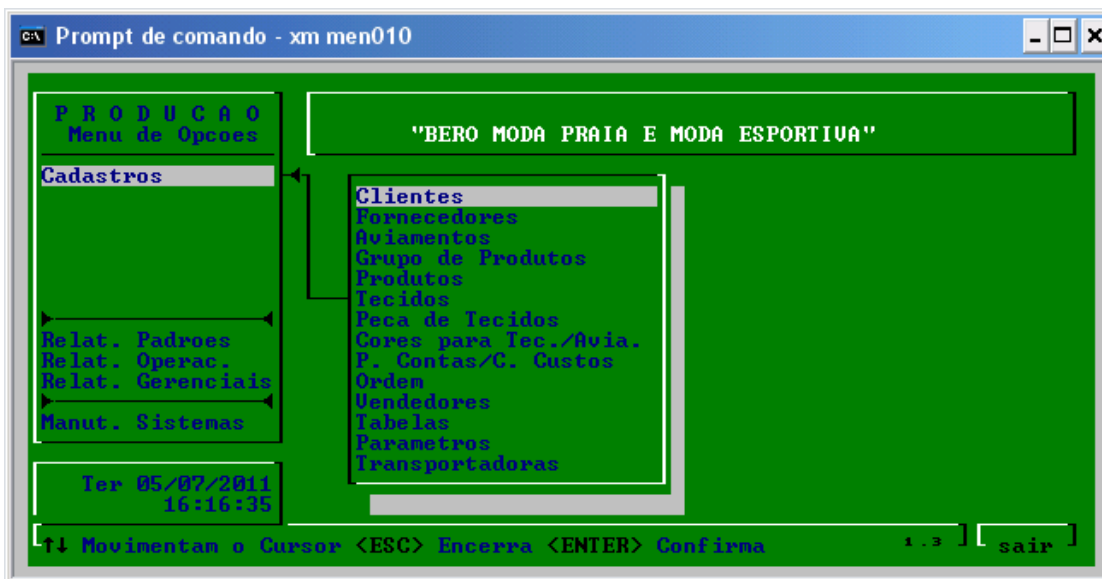 Prompt de comando - xm men010
P R O D U C A O
Menu de Opcoes
"BERO MODA PRAIA E MODA ESPORTIVA"
Cadastros
Clientes
Fornecedores
Aviamentos
Grupo de Produtos
Produtos
Tecidos
Peca de Tecidos
Cores para Tec./Avia.
P. Contas/C. Custos
Ordem
Vendedores
Tabelas
Parametros
Transportadoras
Relat. Padroes
Relat. Operac.
Relat. Gerenciais
Manut. Sistemas
Ter 05/07/2011
16:16:35
↑↓ Movimentam o Cursor <ESC> Encerra <ENTER> Confirma 1.3 sair